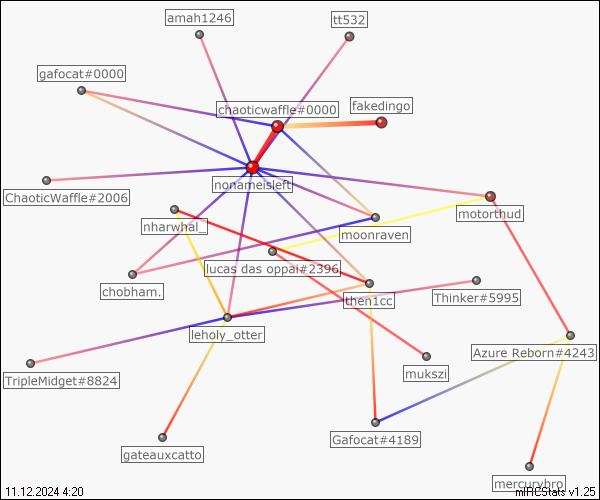 amah1246
tt532
gafocat#0000
chaoticwaffle#0000
fakedingo
nonameisleft
ChaoticWaffle#2006
motorthud
nharwhal_
moonraven
lucas das oppai#2396
chobham.
then1cc
Thinker#5995
leholy_otter
Azure Reborn#4243
mukszi
TripleMidget#8824
Gafocat#4189
gateauxcatto
mercurybro
11.12.2024 4:20
mIRCStats v1.25